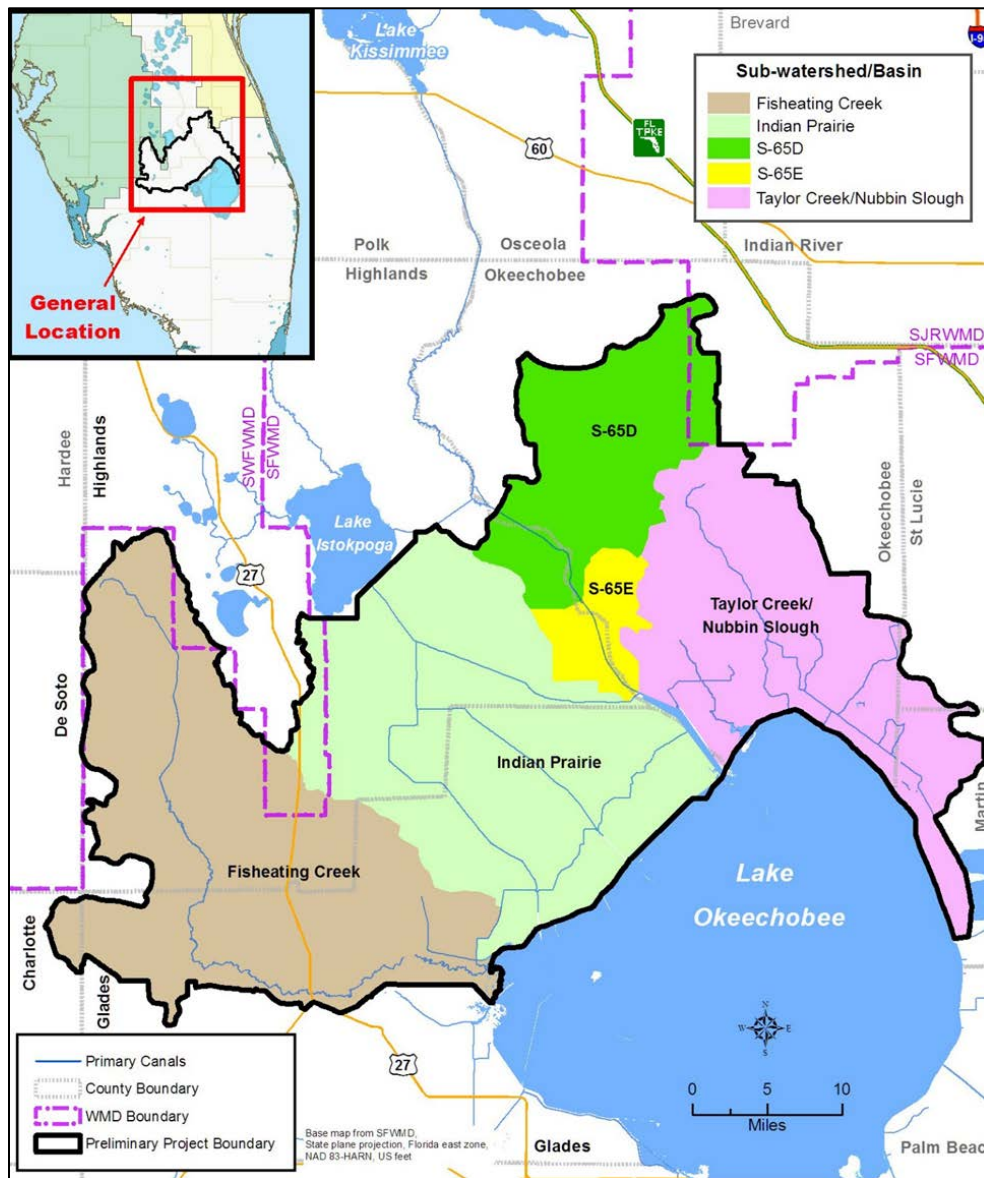 Lake
Kissimmee
Brevard
I-9
Sub-watershed/Basin
Fisheating Creek
Indian Prairie
S-65D
S-65E
Taylor Creek/Nubbin Slough
FL
TPKE
60
General
Location
Polk
Osceola
Indian River
Highlands
Okeechobee
SJRWMD
SFWMD
Hardee
Highlands
SWFWMD
SFWMD
S-65D
Okeechobee
St Lucie
Lake
Istokpoga
27
S-65E
Taylor Creek/
Nubbin Slough
De Soto
Indian Prairie
Martin
Fisheating Creek
Lake
Okeechobee
Charlotte
Glades
N
W
E
S
Primary Canals
County Boundary
WMD Boundary
Preliminary Project Boundary
Base map from SFWMD,
State plane projection, Florida east zone,
NAD 83-HARN, US feet
27
0 5 10
Miles
Glades
Palm Beac